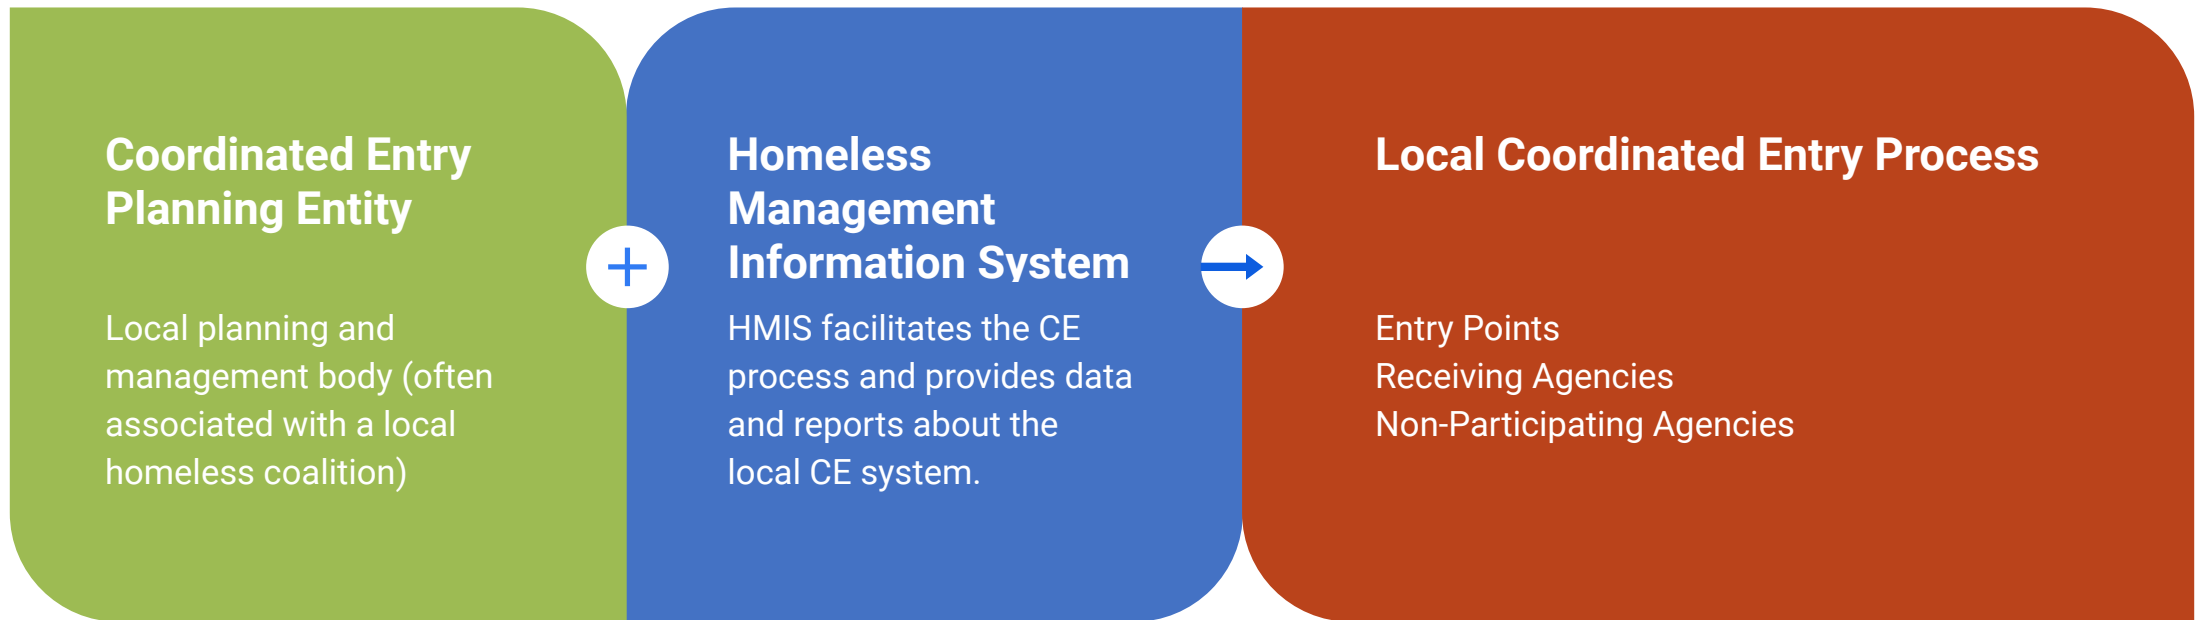 Coordinated Entry
Planning Entity
Local planning and
management body (often
associated with a local
homeless coalition)
Homeless
Management
Information System
HMIS facilitates the CE
process and provides data
and reports about the
local CE system.
Local Coordinated Entry Process
Entry Points
Receiving Agencies
Non-Participating Agencies